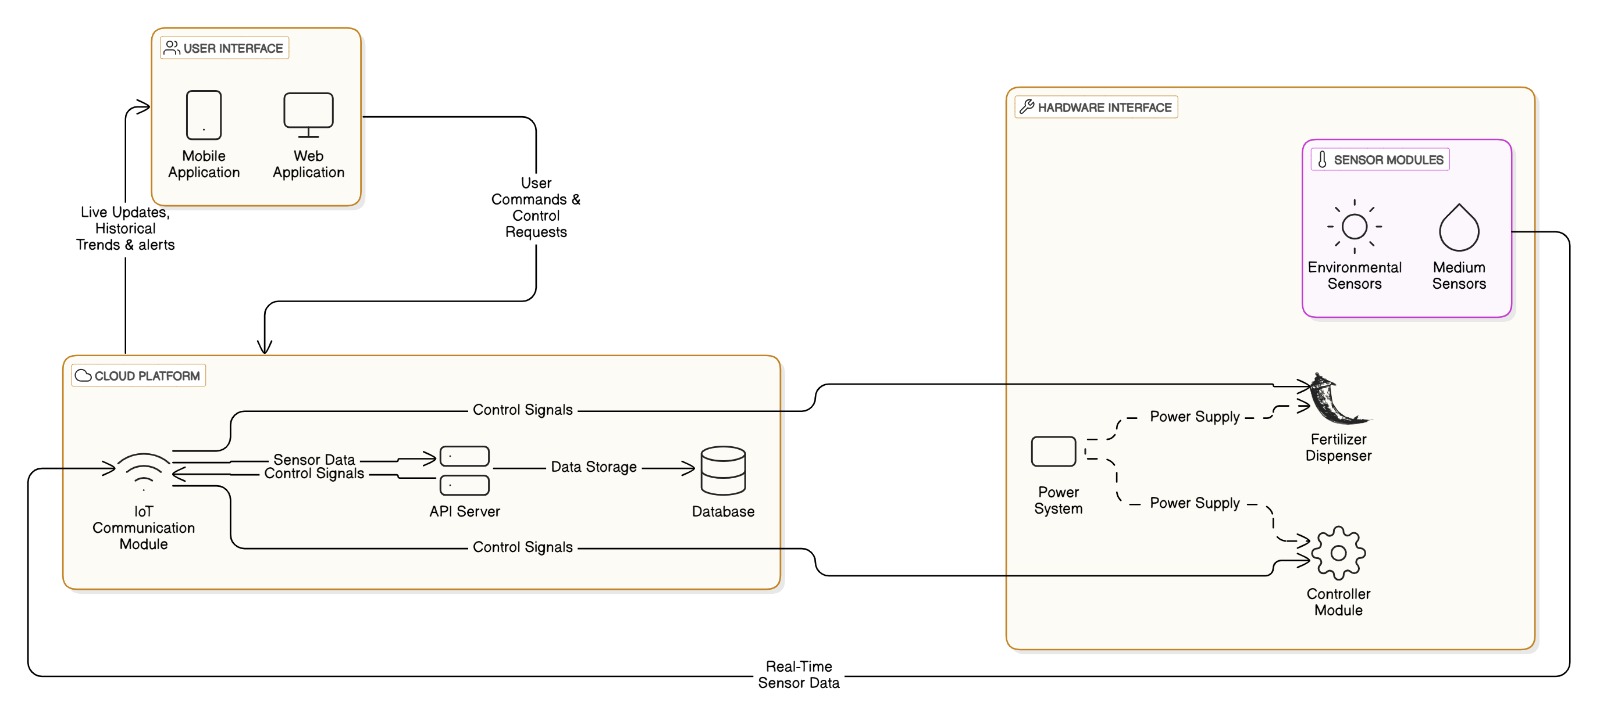 USER INTERFACE
Mobile
Application
Web
Application
Live Updates,
Historical
Trends & alerts
User
Commands &
Control
Requests
HARDWARE INTERFACE
SENSOR MODULES
Environmental
Sensors
Medium
Sensors
CLOUD PLATFORM
Control Signals
Sensor Data
Control Signals
Data Storage
IoT
Communication
Module
API Server
Database
Control Signals
Power Supply
Fertilizer
Dispenser
Power
System
Power Supply
Controller
Module
Real-Time
Sensor Data